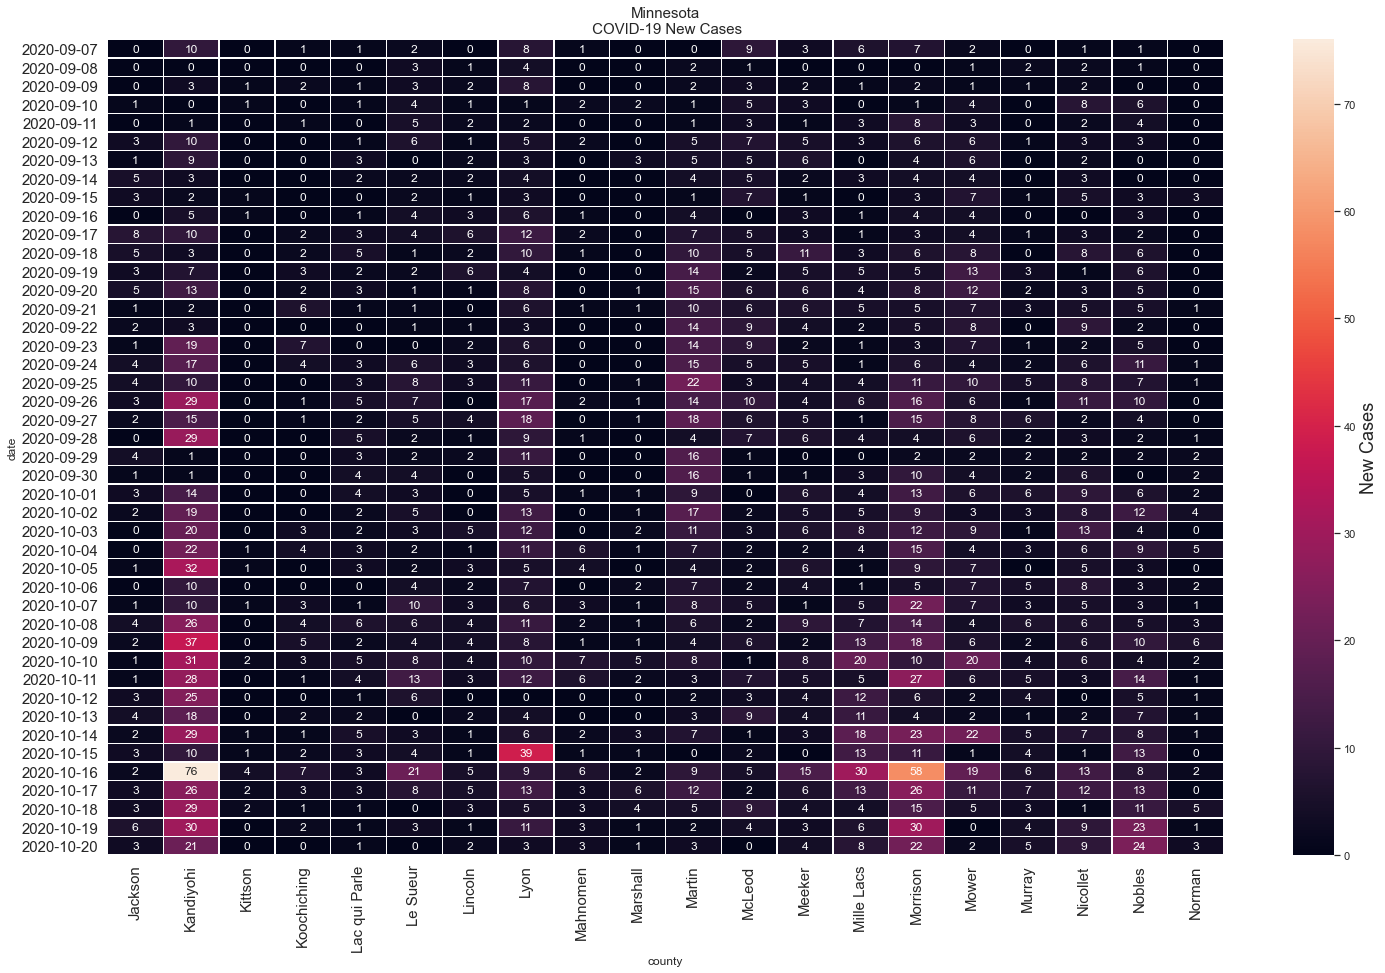 Minnesota
COVID-19 New Cases
2020-09-07 0 10 0 1 1 2 0 8 1 0 0 9 3 6 7 2 0 1 1 0
2020-09-08 0 0 0 0 0 3 1 4 0 0 2 1 0 0 0 1 2 2 1 0
2020-09-09 0 3 1 2 1 3 2 8 0 0 2 3 2 1 2 1 1 2 0 0
2020-09-10 1 0 1 0 1 4 1 1 2 2 1 5 3 0 1 4 0 8 6 0
2020-09-11 0 1 0 1 0 5 2 2 0 0 1 3 1 3 8 3 0 2 4 0
2020-09-12 3 10 0 0 1 6 1 5 2 0 5 7 5 3 6 6 1 3 3 0
2020-09-13 1 9 0 0 3 0 2 3 0 3 5 5 6 0 4 6 0 2 0 0
2020-09-14 5 3 0 0 2 2 2 4 0 0 4 5 2 3 4 4 0 3 0 0
2020-09-15 3 2 1 0 0 2 1 3 0 0 1 7 1 0 3 7 1 5 3 3
2020-09-16 0 5 1 0 1 4 3 6 1 0 4 0 3 1 4 4 0 0 3 0
2020-09-17 8 10 0 2 3 4 6 12 2 0 7 5 3 1 3 4 1 3 2 0
2020-09-18 5 3 0 2 5 1 2 10 1 0 10 5 11 3 6 8 0 8 6 0
2020-09-19 3 7 0 3 2 2 6 4 0 0 14 2 5 5 5 13 3 1 6 0
2020-09-20 5 13 0 2 3 1 1 8 0 1 15 6 6 4 8 12 2 3 5 0
2020-09-21 1 2 0 6 1 1 0 6 1 1 10 6 6 5 5 7 3 5 5 1
2020-09-22 2 3 0 0 0 1 1 3 0 0 14 9 4 2 5 8 0 9 2 0
2020-09-23 1 19 0 7 0 0 2 6 0 0 14 9 2 1 3 7 1 2 5 0
2020-09-24 4 17 0 4 3 6 3 6 0 1 15 5 5 1 6 4 2 6 11 1
2020-09-25 4 10 0 0 3 8 3 11 0 1 22 3 4 4 11 10 5 8 7 1
2020-09-26 3 29 0 1 5 7 0 17 2 1 14 10 4 6 16 6 1 11 10 0
2020-09-27 2 15 0 1 2 5 4 18 0 1 18 6 5 1 15 8 6 2 4 0
2020-09-28 0 29 0 0 5 2 1 9 1 0 4 7 6 4 4 6 2 3 2 1
2020-09-29 4 1 0 0 3 2 2 11 0 0 16 1 0 0 2 2 2 2 2 2
2020-09-30 1 1 0 0 4 4 0 5 0 0 16 1 1 3 10 4 2 6 0 2
2020-10-01 3 14 0 0 4 3 0 5 1 1 9 0 6 4 13 6 6 9 6 2
2020-10-02 2 19 0 0 2 5 0 13 0 1 17 2 5 5 9 3 3 8 12 4
2020-10-03 0 20 0 3 2 3 5 12 0 2 11 3 6 8 12 9 1 13 4 0
2020-10-04 0 22 1 4 3 2 1 11 6 1 7 2 2 4 15 4 3 6 9 5
2020-10-05 1 32 1 0 3 2 3 5 4 0 4 2 6 1 9 7 0 5 3 0
2020-10-06 0 10 0 0 0 4 2 7 0 2 7 2 4 1 5 7 5 8 3 2
2020-10-07 1 10 1 3 1 10 3 6 3 1 8 5 1 5 22 7 3 5 3 1
2020-10-08 4 26 0 4 6 6 4 11 2 1 6 2 9 7 14 4 6 6 5 3
2020-10-09 2 37 0 5 2 4 4 8 1 1 4 6 2 13 18 6 2 6 10 6
2020-10-10 1 31 2 3 5 8 4 10 7 5 8 1 8 20 10 20 4 6 4 2
2020-10-11 1 28 0 1 4 13 3 12 6 2 3 7 5 5 27 6 5 3 14 1
2020-10-12 3 25 0 0 1 6 0 0 0 0 2 3 4 12 6 2 4 0 5 1
2020-10-13 4 18 0 2 2 0 2 4 0 0 3 9 4 11 4 2 1 2 7 1
2020-10-14 2 29 1 1 5 3 1 6 2 3 7 1 3 18 23 22 5 7 8 1
2020-10-15 3 10 1 2 3 4 1 39 1 1 0 2 0 13 11 1 4 1 13 0
2020-10-16 2 76 4 7 3 21 5 9 6 2 9 5 15 30 58 19 6 13 8 2
2020-10-17 3 26 2 3 3 8 5 13 3 6 12 2 6 13 26 11 7 12 13 0
2020-10-18 3 29 2 1 1 0 3 5 3 4 5 9 4 4 15 5 3 1 11 5
2020-10-19 6 30 0 2 1 3 1 11 3 1 2 4 3 6 30 0 4 9 23 1
2020-10-20 3 21 0 0 1 0 2 3 3 1 3 0 4 8 22 2 5 9 24 3
date
Jackson Kandiyohi Kittson Koochiching Lac qui Parle Le Sueur Lincoln Lyon Mahnomen Marshall Martin McLeod Meeker Mille Lacs Morrison Mower Murray Nicollet Nobles Norman
county
70
60
50
40
30
20
10
0
New Cases